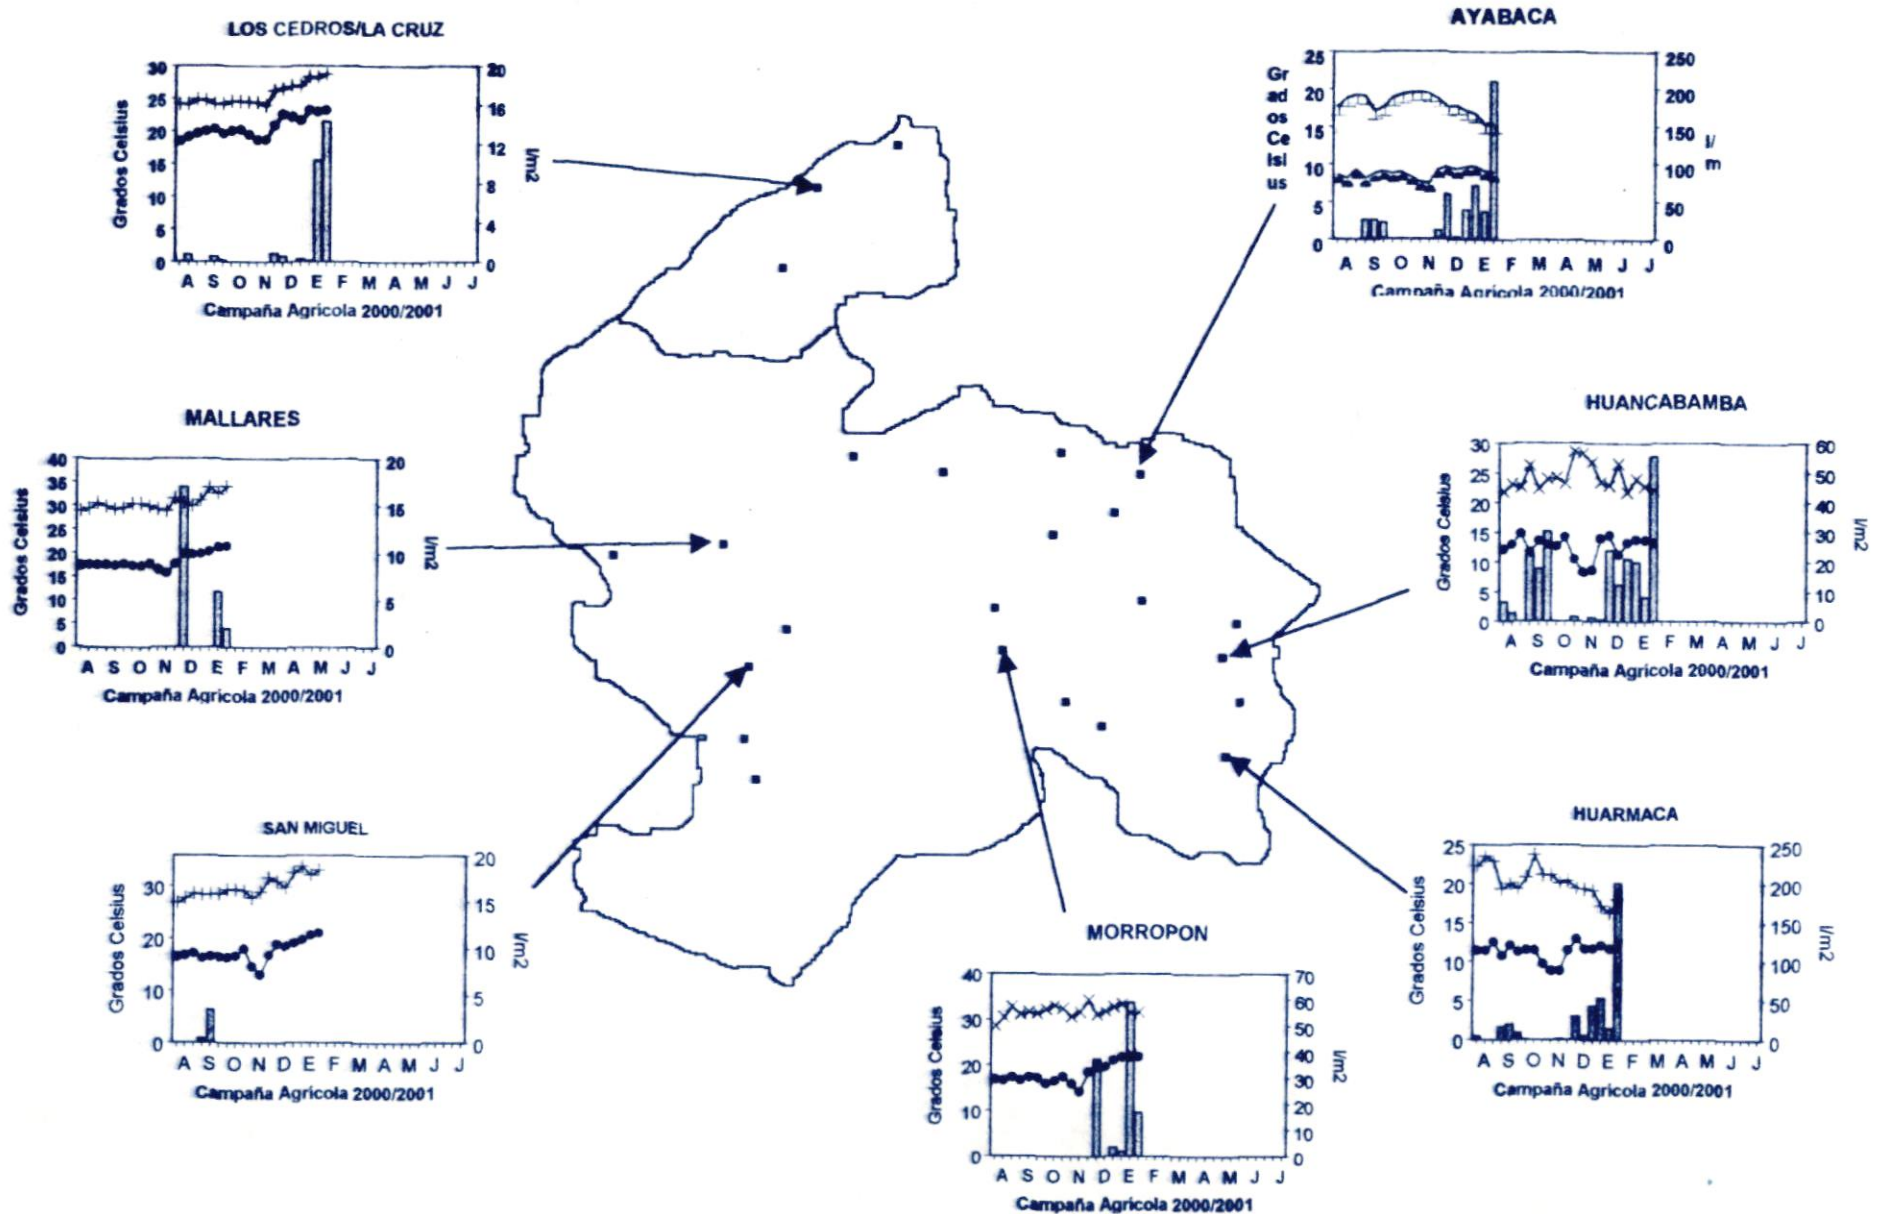 LOS CEDROS/LA CRUZ
30
25
20
15
10
5
0
20
16
12
8
4
0
Grados Celsius
l/m2
A S O N D E F M A M J J
Campaña Agricola 2000/2001
AYABACA
25
20
15
10
5
0
250
200
150
100
50
0
Gr
ad
os
Ce
lsi
us
l/
m
A S O N D E F M A M J J
Campaña Agricola 2000/2001
MALLARES
40
35
30
25
20
15
10
5
0
20
15
10
5
0
Grados Celsius
l/m2
A S O N D E F M A M J J
Campaña Agricola 2000/2001
HUANCABAMBA
30
25
20
15
10
5
0
60
50
40
30
20
10
0
Grados Celsius
l/m2
A S O N D E F M A M J J
Campaña Agricola 2000/2001
SAN MIGUEL
30
20
10
0
20
15
10
5
0
Grados Celsius
l/m2
A S O N D E F M A M J J
Campaña Agricola 2000/2001
MORROPON
40
30
20
10
0
70
60
50
40
30
20
10
0
Grados Celsius
l/m2
A S O N D E F M A M J J
Campaña Agricola 2000/2001
HUARMACA
25
20
15
10
5
0
250
200
150
100
50
0
Grados Celsius
l/m2
A S O N D E F M A M J J
Campaña Agricola 2000/2001